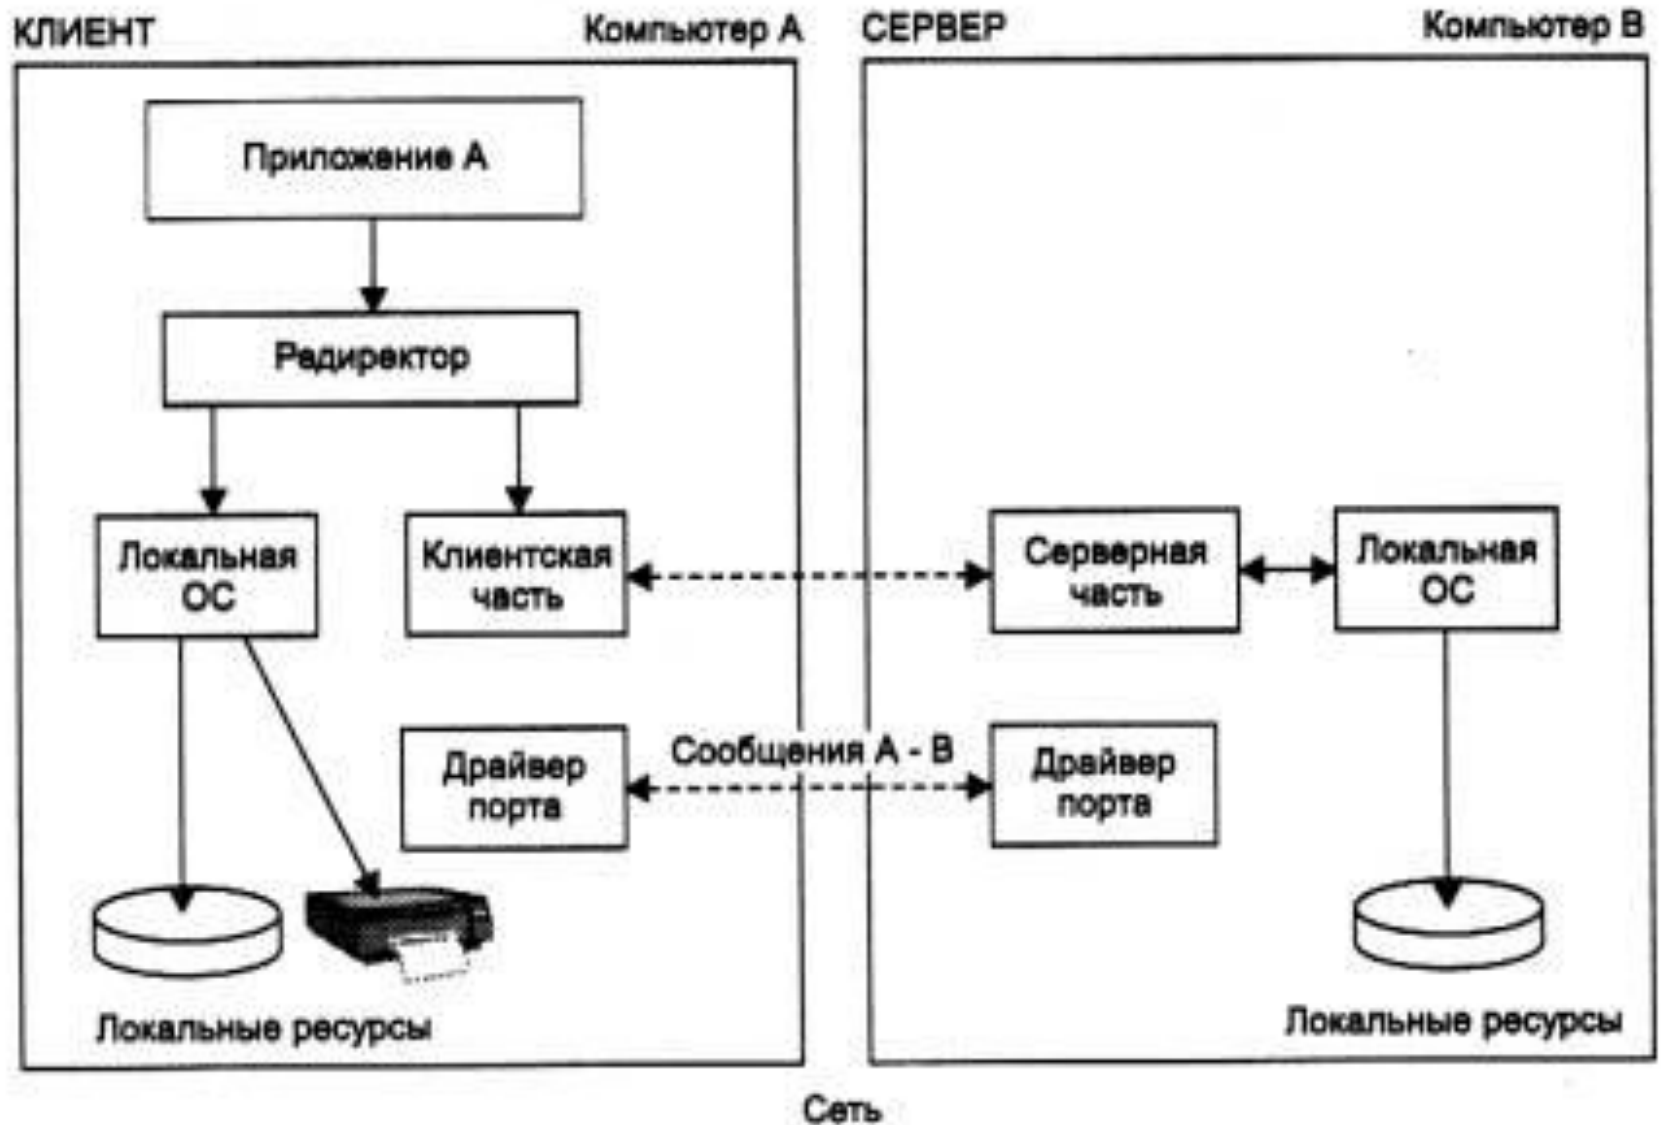 КЛИЕНТ
Компьютер A
СЕРВЕР
Компьютер B
Приложение A
Редиректор
Локальная
ОС
Клиентская
часть
Серверная
часть
Локальная
ОС
Драйвер
порта
Сообщения A - B
Драйвер
порта
Локальные ресурсы
Локальные ресурсы
Сеть